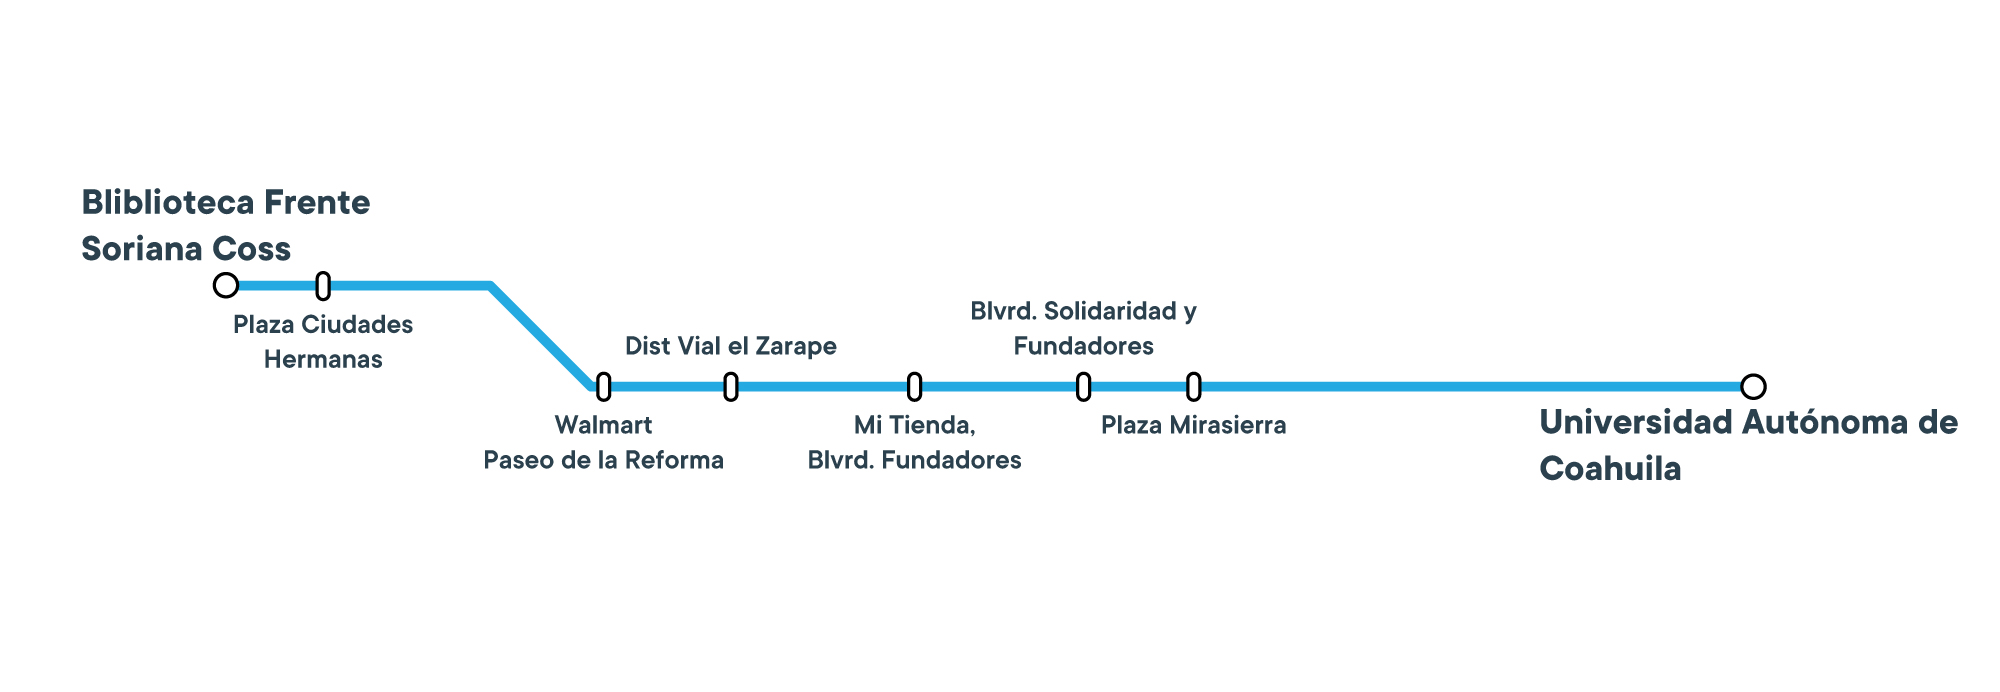 Bliblioteca Frente
Soriana Coss
Plaza Ciudades
Hermanas
Walmart
Paseo de la Reforma
Dist Vial el Zarape
Mi Tienda,
Blvrd. Fundadores
Blvrd. Solidaridad y
Fundadores
Plaza Mirasierra
Universidad Autónoma de
Coahuila